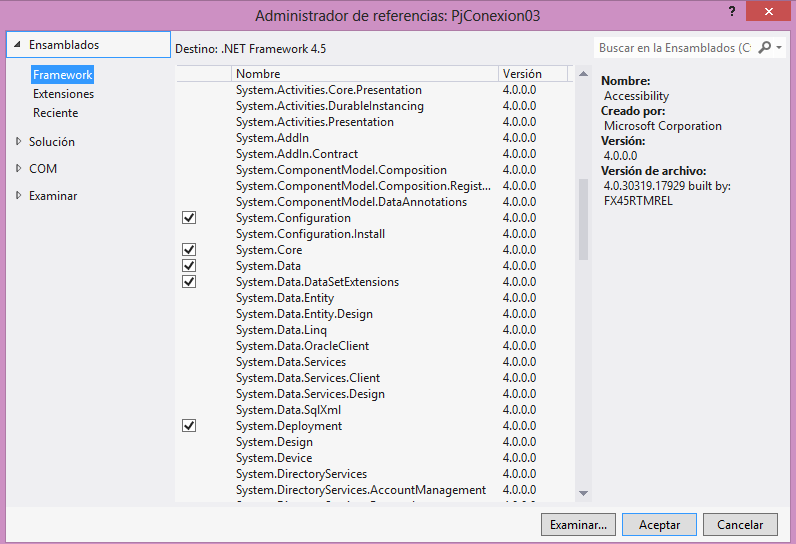 Administrador de referencias: PjConexion03
?
Ensamblados
Framework
Extensiones
Reciente
Solución
COM
Examinar
Destino: .NET Framework 4.5
Buscar en la Ensamblados (C
Nombre Versión
System.Activities.Core.Presentation 4.0.0.0
System.Activities.DurableInstancing 4.0.0.0
System.Activities.Presentation 4.0.0.0
System.AddIn 4.0.0.0
System.AddIn.Contract 4.0.0.0
System.ComponentModel.Composition 4.0.0.0
System.ComponentModel.Composition.Regist... 4.0.0.0
System.ComponentModel.DataAnnotations 4.0.0.0
System.Configuration 4.0.0.0
System.Configuration.Install 4.0.0.0
System.Core 4.0.0.0
System.Data 4.0.0.0
System.Data.DataSetExtensions 4.0.0.0
System.Data.Entity 4.0.0.0
System.Data.Entity.Design 4.0.0.0
System.Data.Linq 4.0.0.0
System.Data.OracleClient 4.0.0.0
System.Data.Services 4.0.0.0
System.Data.Services.Client 4.0.0.0
System.Data.Services.Design 4.0.0.0
System.Data.SqlXml 4.0.0.0
System.Deployment 4.0.0.0
System.Design 4.0.0.0
System.Device 4.0.0.0
System.DirectoryServices 4.0.0.0
System.DirectoryServices.AccountManagement 4.0.0.0
Nombre:
Accessibility
Creado por:
Microsoft Corporation
Versión:
4.0.0.0
Versión de archivo:
4.0.30319.17929 built by:
FX45RTMREL
Examinar... Aceptar Cancelar